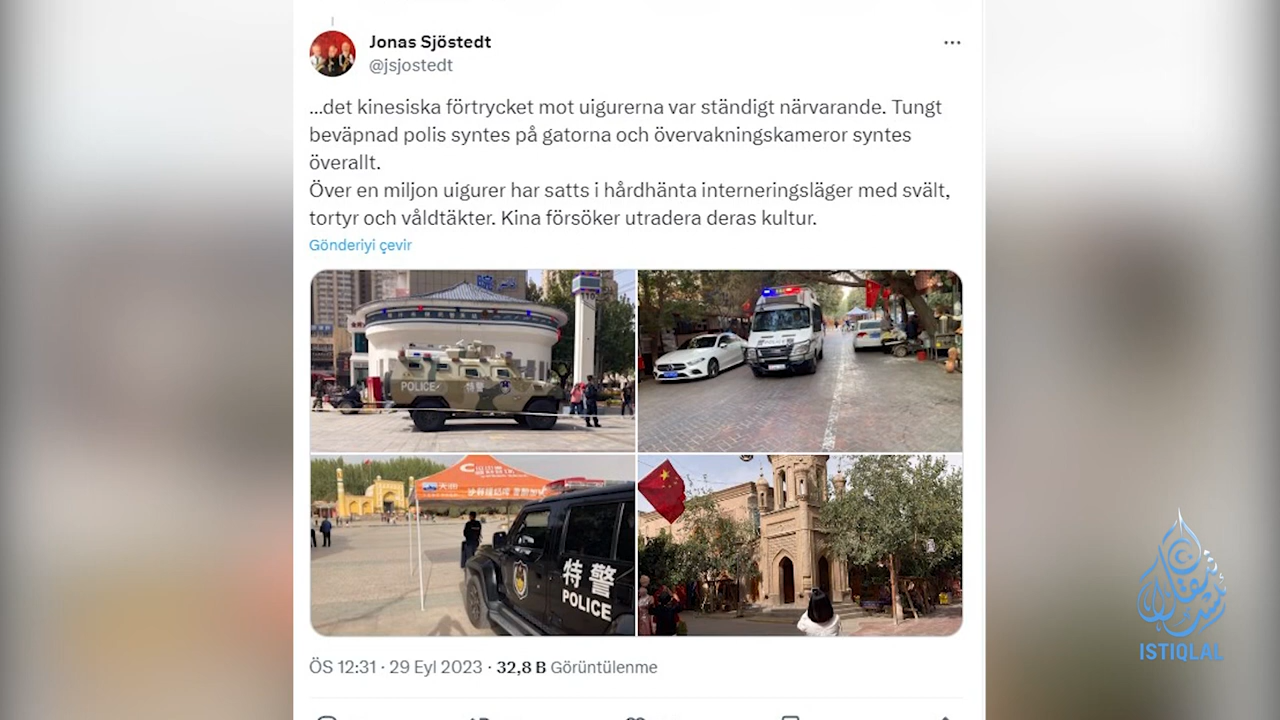 Jonas Sjöstedt
@jsjostedt
...det kinesiska förtrycket mot uigurerna var ständigt närvarande. Tungt
beväpnad polis syntes på gatorna och övervakningskameror syntes
överallt.
Över en miljon uigurer har satts i hårdhänta interneringsläger med svält,
tortyr och våldtäkter. Kina försöker utradera deras kultur.
Gönderiyi çevir
POLICE 特警
特警
POLICE
ÖS 12:31 · 29 Eyl 2023 · 32,8 B Görüntülenme
ISTIQLAL